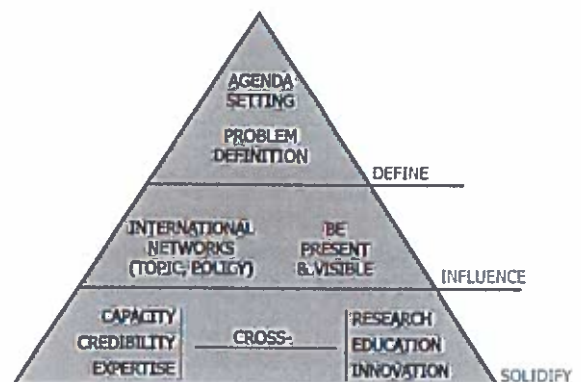 AGENDA
SETTING
PROBLEM
DEFINITION
DEFINE
INTERNATIONAL
NETWORKS
(TOPIC, POLICY)
BE
PRESENT
& VISIBLE
INFLUENCE
CAPACITY
CREDIBILITY
EXPERTISE
CROSS-
RESEARCH
EDUCATION
INNOVATION
SOLIDIFY